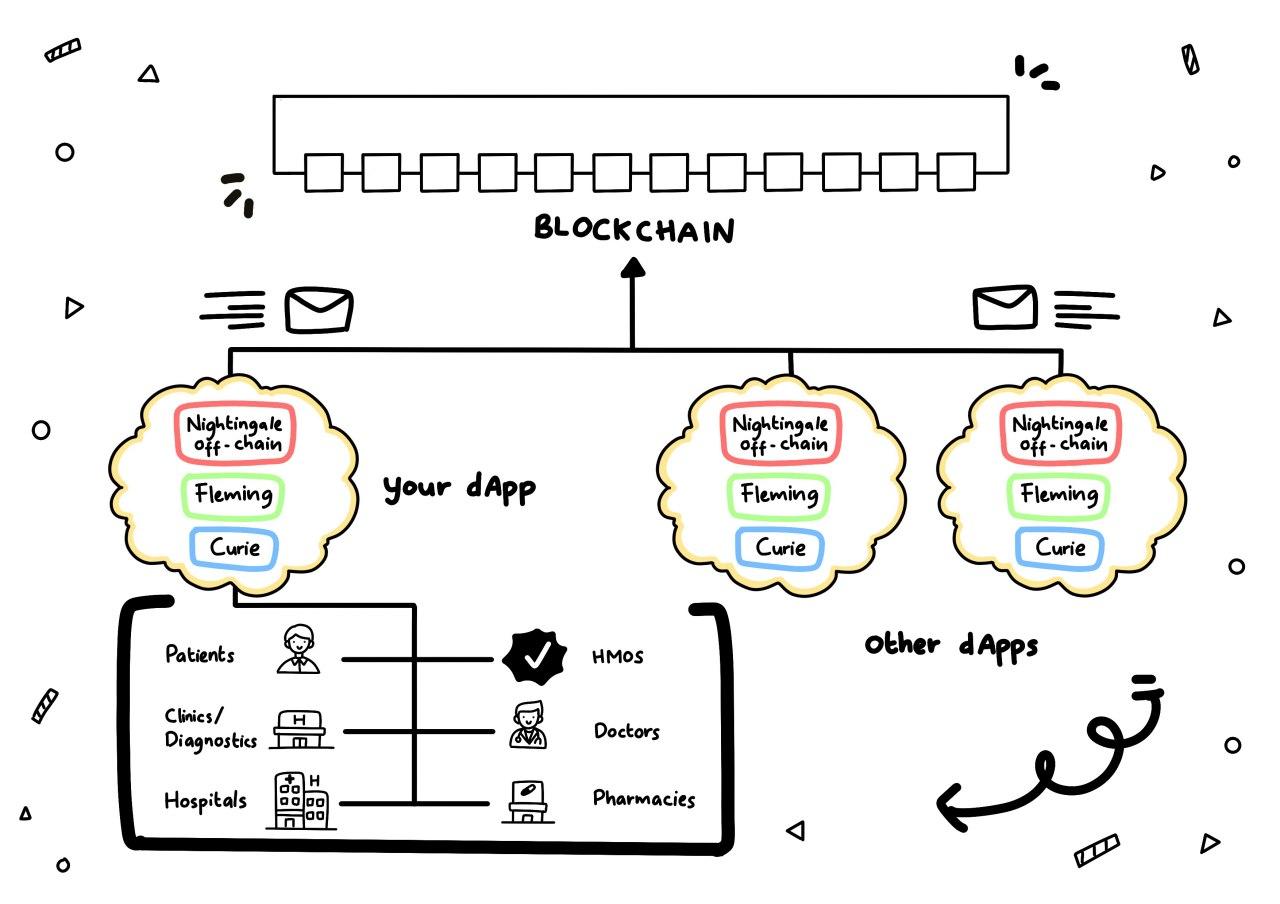 BLOCKCHAIN
Nightingale
off-chain
Fleming
Curie
Your dApp
Nightingale
off-chain
Fleming
Curie
Nightingale
off-chain
Fleming
Curie
Other dApps
Patients
HMOs
Clinics/
Diagnostics
H
Doctors
Hospitals
H
Pharmacies